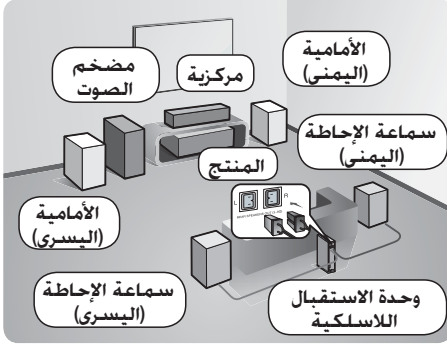 مضخم
الصوت
مركزية
الأمامية
(اليمنى)
سماعة الإحاطة
(اليمنى)
المنتج
الأمامية
(اليسرى)
L
R
سماعة الإحاطة
(اليسرى)
وحدة الاستقبال
اللاسلكية